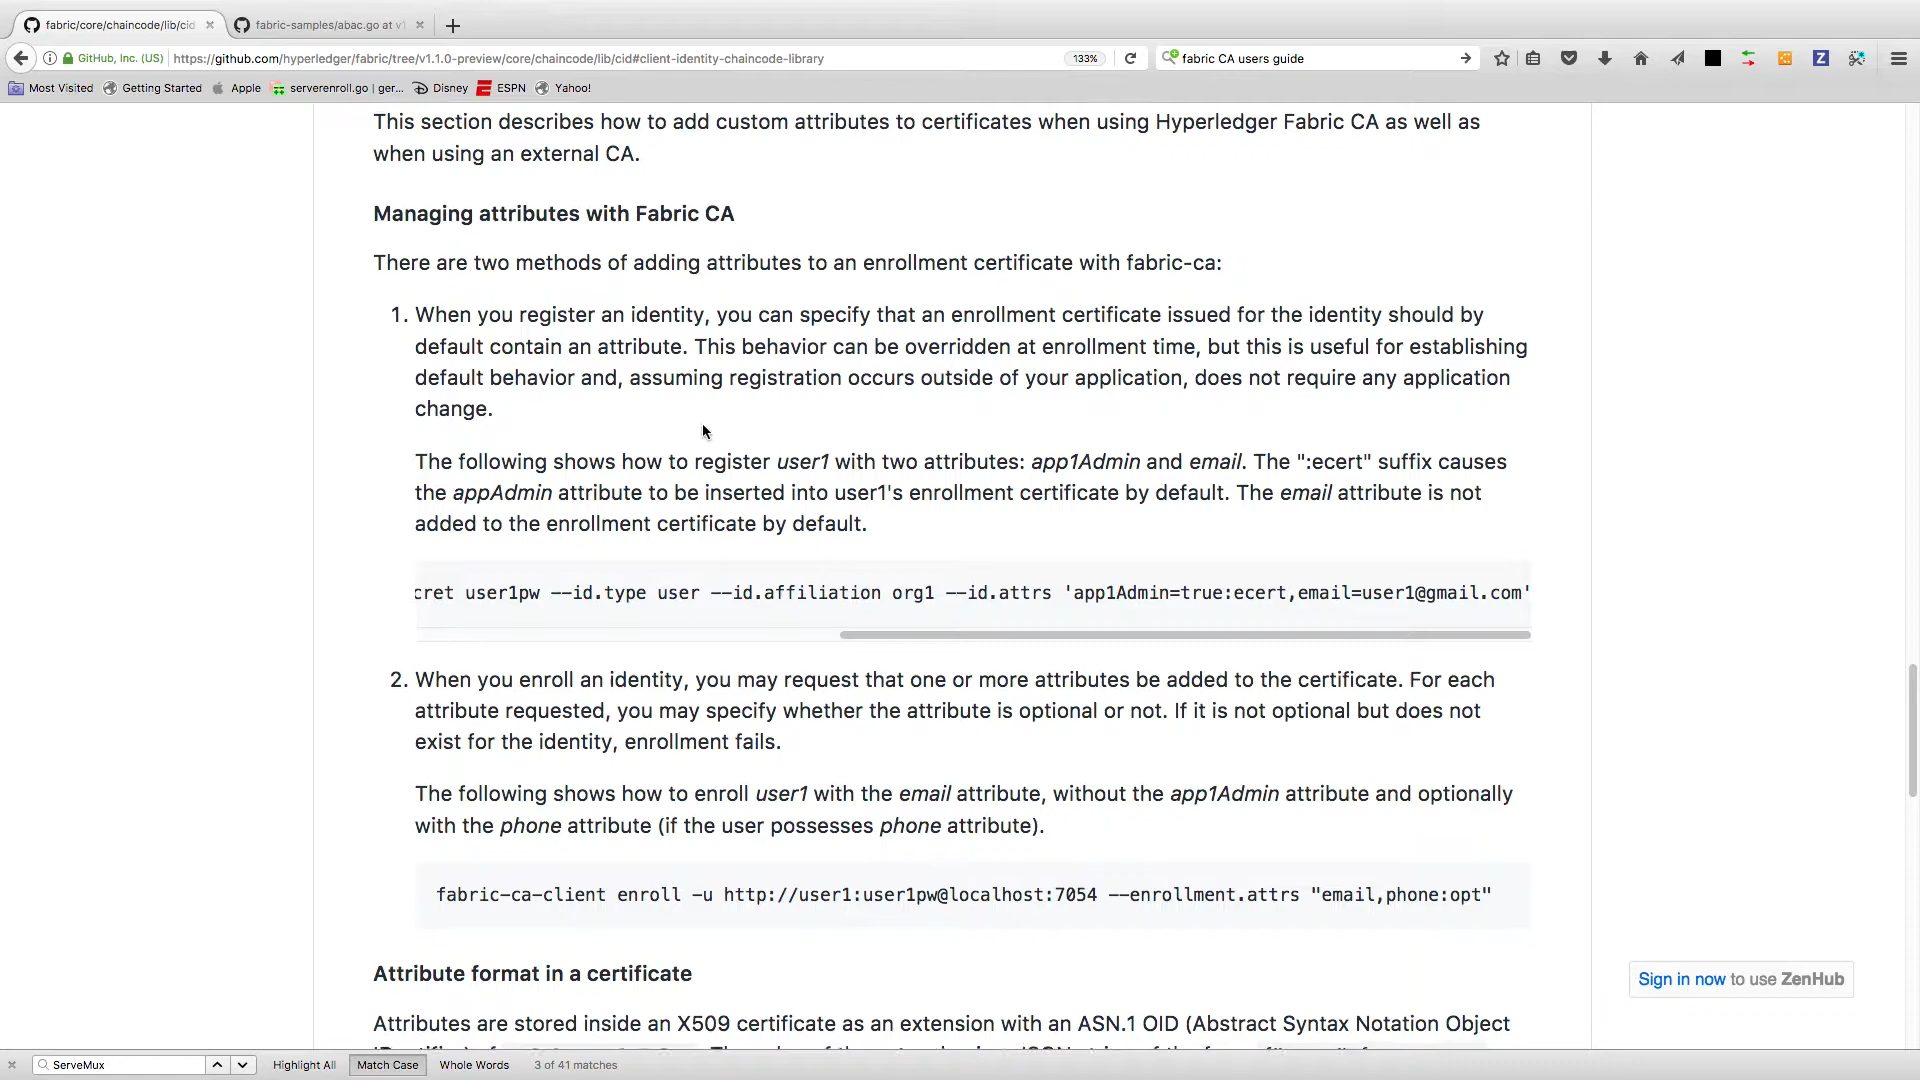 fabric/core/chaincode/lib/cid
fabric-samples/abac.go at v1
GitHub, Inc. (US)
https://github.com/hyperledger/fabric/tree/v1.1.0-preview/core/chaincode/lib/cid#client-identity-chaincode-library
133%
fabric CA users guide
Most Visited Getting Started Apple serverenroll.go | ger... Disney ESPN Yahoo!
This section describes how to add custom attributes to certificates when using Hyperledger Fabric CA as well as
when using an external CA.
Managing attributes with Fabric CA
There are two methods of adding attributes to an enrollment certificate with fabric-ca:
1. When you register an identity, you can specify that an enrollment certificate issued for the identity should by
default contain an attribute. This behavior can be overridden at enrollment time, but this is useful for establishing
default behavior and, assuming registration occurs outside of your application, does not require any application
change.
The following shows how to register user1 with two attributes: app1Admin and email. The ":ecert" suffix causes
the appAdmin attribute to be inserted into user1's enrollment certificate by default. The email attribute is not
added to the enrollment certificate by default.
cret user1pw --id.type user --id.affiliation org1 --id.attrs 'app1Admin=true:ecert,email=user1@gmail.com'
2. When you enroll an identity, you may request that one or more attributes be added to the certificate. For each
attribute requested, you may specify whether the attribute is optional or not. If it is not optional but does not
exist for the identity, enrollment fails.
The following shows how to enroll user1 with the email attribute, without the app1Admin attribute and optionally
with the phone attribute (if the user possesses phone attribute).
fabric-ca-client enroll -u http://user1:user1pw@localhost:7054 --enrollment.attrs "email,phone:opt"
Attribute format in a certificate
Sign in now to use ZenHub
Attributes are stored inside an X509 certificate as an extension with an ASN.1 OID (Abstract Syntax Notation Object
ServeMux
Highlight All
Match Case
Whole Words
3 of 41 matches